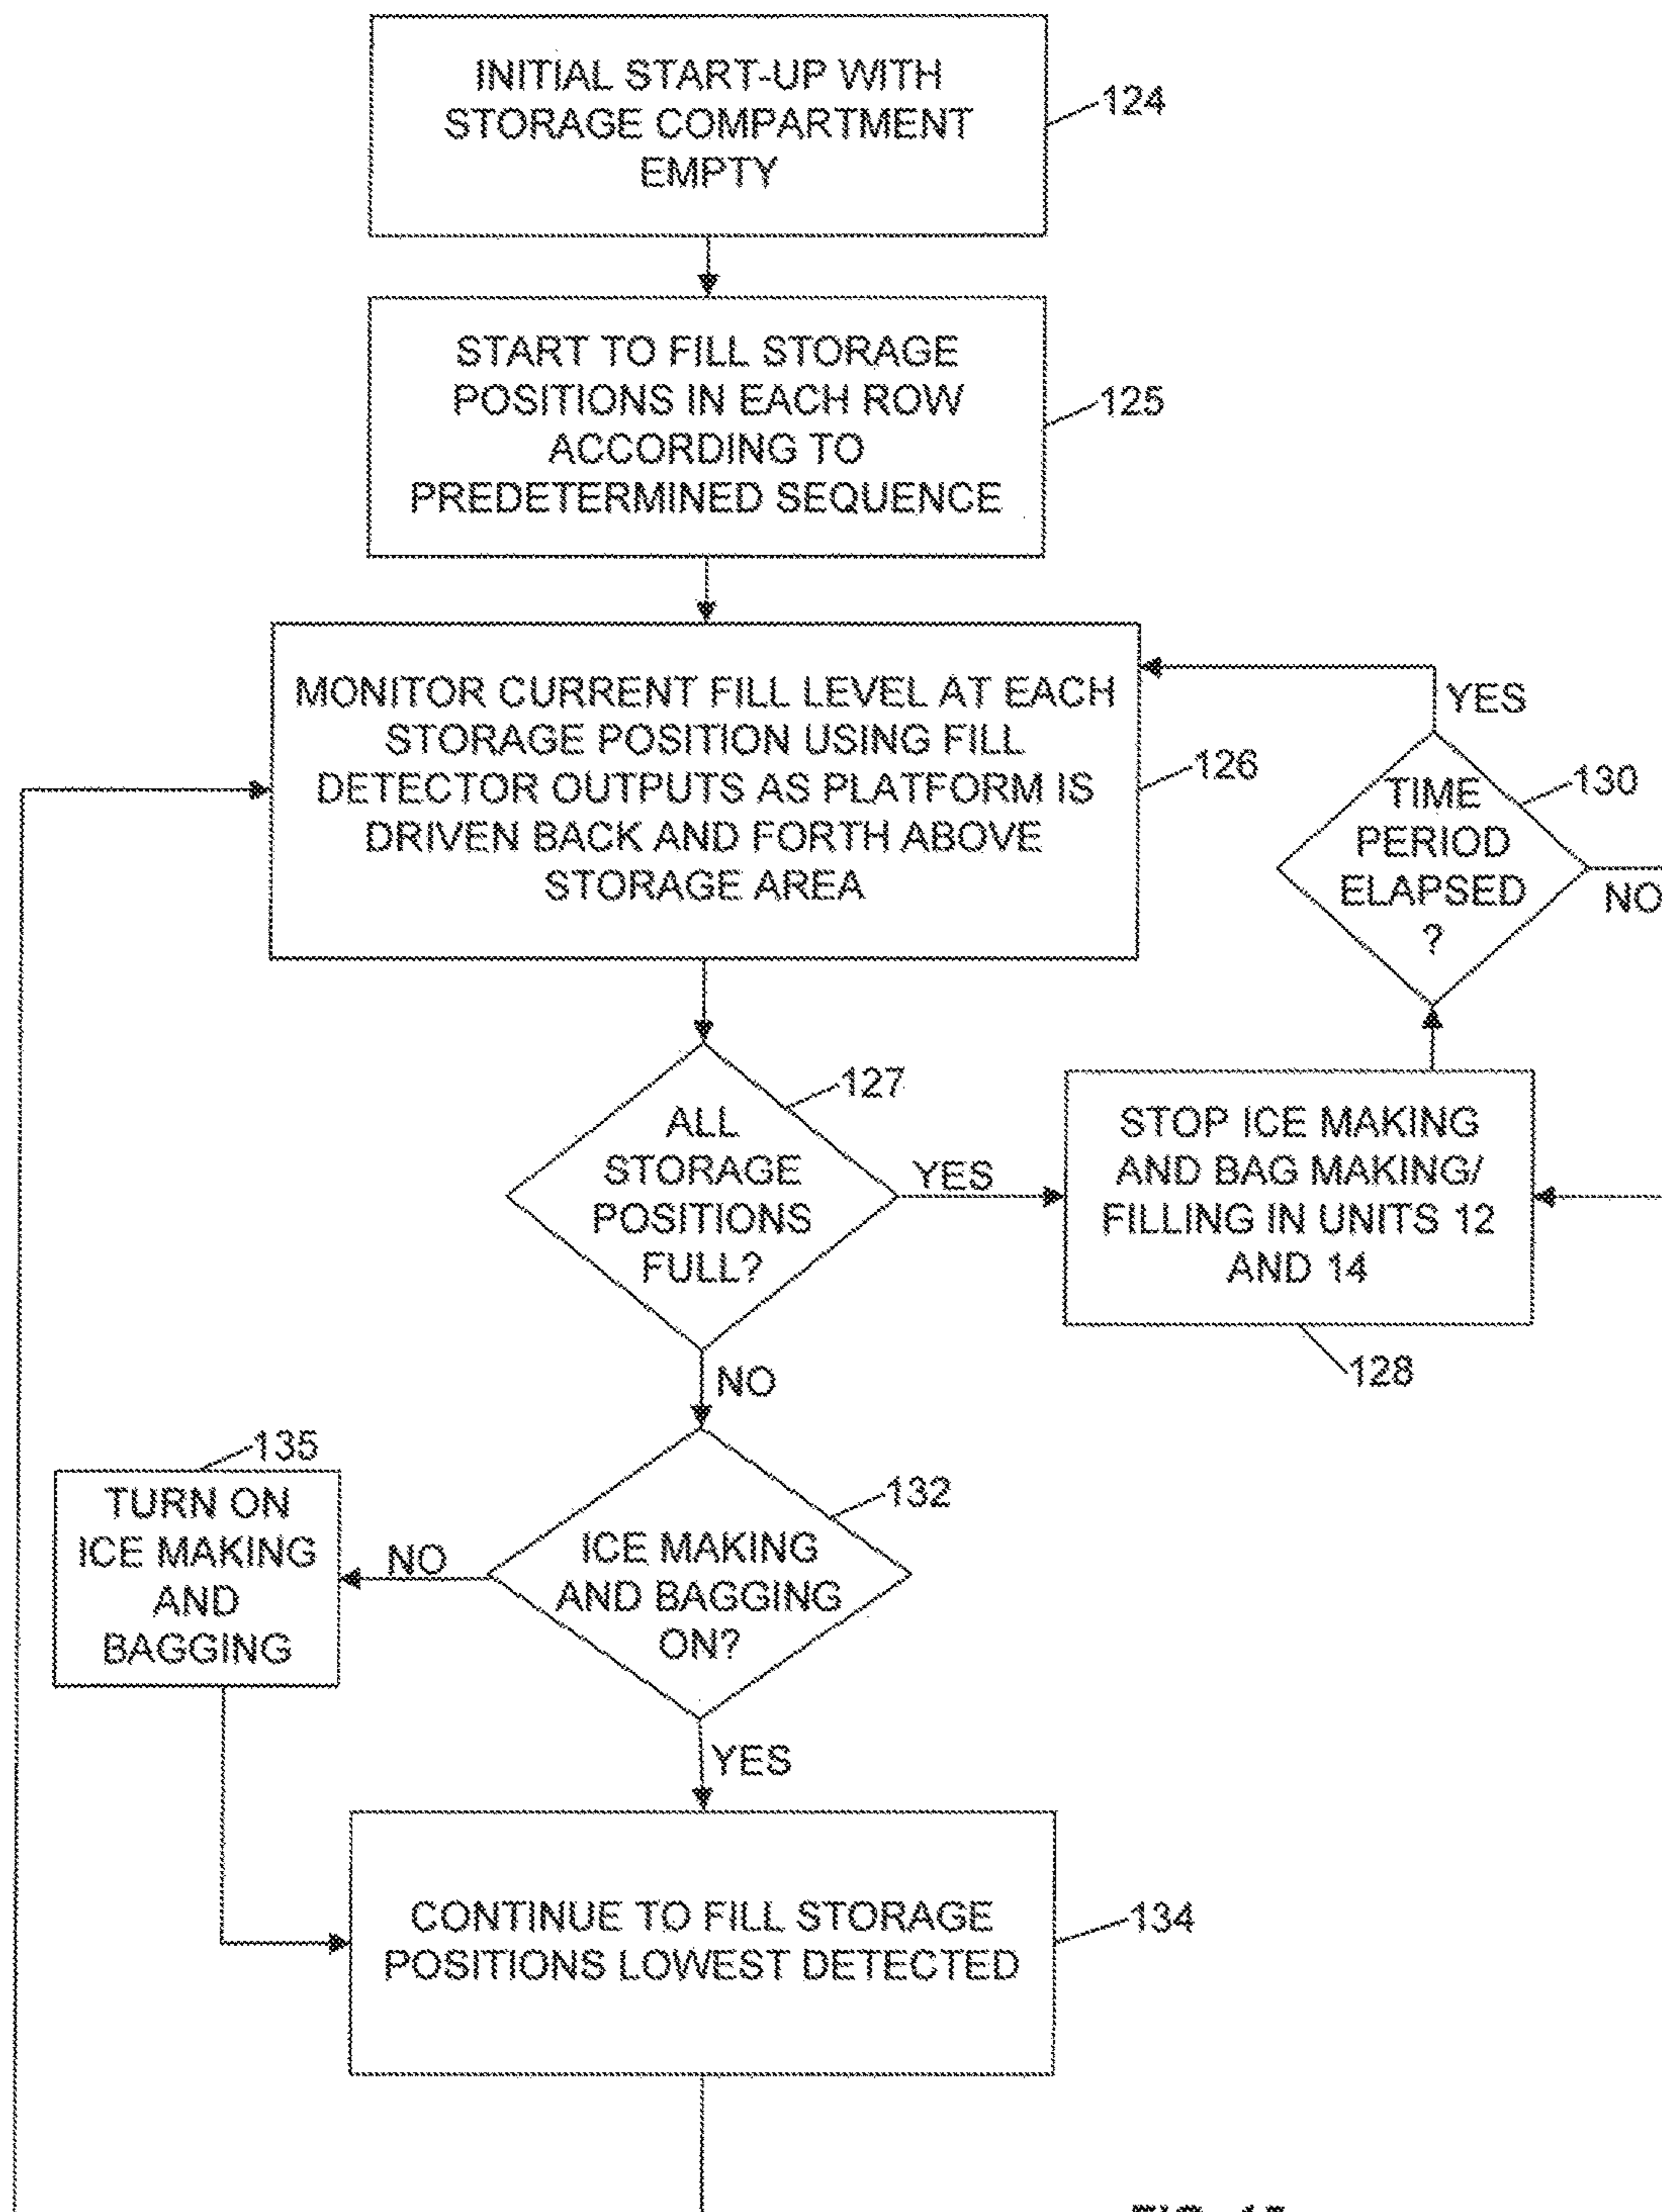 INITIAL START-UP WITH
STORAGE COMPARTMENT
EMPTY
124
START TO FILL STORAGE
POSITIONS IN EACH ROW
ACCORDING TO
PREDETERMINED SEQUENCE
125
MONITOR CURRENT FILL LEVEL AT EACH
STORAGE POSITION USING FILL
DETECTOR OUTPUTS AS PLATFORM IS
DRIVEN BACK AND FORTH ABOVE
STORAGE AREA
126
YES
TIME
PERIOD
ELAPSED
?
130
NO
ALL
STORAGE
POSITIONS
FULL?
127
YES
STOP ICE MAKING
AND BAG MAKING/
FILLING IN UNITS 12
AND 14
128
NO
ICE MAKING
AND BAGGING
ON?
132
NO
135
TURN ON
ICE MAKING
AND
BAGGING
YES
CONTINUE TO FILL STORAGE
POSITIONS LOWEST DETECTED
134